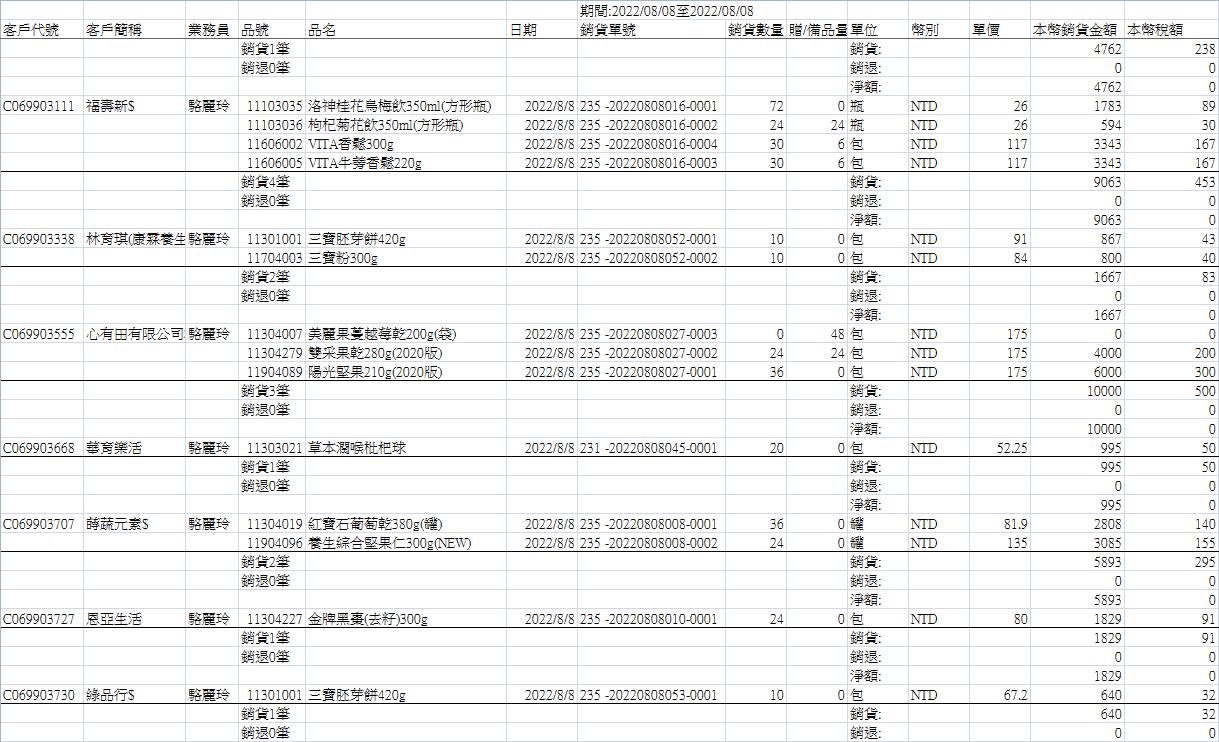 期間:2022/08/08至2022/08/08
客戶代號 客戶簡稱 業務員 品號 品名 日期 銷貨單號 銷貨數量 贈/備品量 單位 幣別 單價 本幣銷貨金額 本幣稅額
銷貨1筆 銷貨: 4762 238
銷退0筆 銷退: 0 0
淨額: 4762 0
C069903111 福壽新$ 駱麗玲 11103035 洛神桂花烏梅飲350ml(方形瓶) 2022/8/8 235 -20220808016-0001 72 0 瓶 NTD 26 1783 89
11103036 枸杞菊花飲350ml(方形瓶) 2022/8/8 235 -20220808016-0002 24 24 瓶 NTD 26 594 30
11606002 VITA香鬆300g 2022/8/8 235 -20220808016-0004 30 6 包 NTD 117 3343 167
11606005 VITA牛蒡香鬆220g 2022/8/8 235 -20220808016-0003 30 6 包 NTD 117 3343 167
銷貨4筆 銷貨: 9063 453
銷退0筆 銷退: 0 0
淨額: 9063 0
C069903338 林育琪(康霖養生 駱麗玲 11301001 三寶胚芽餅420g 2022/8/8 235 -20220808052-0001 10 0 包 NTD 91 867 43
11704003 三寶粉300g 2022/8/8 235 -20220808052-0002 10 0 包 NTD 84 800 40
銷貨2筆 銷貨: 1667 83
銷退0筆 銷退: 0 0
淨額: 1667 0
C069903555 心有田有限公司 駱麗玲 11304007 美麗果蔓越莓乾200g(袋) 2022/8/8 235 -20220808027-0003 0 48 包 NTD 175 0 0
11304279 雙采果乾280g(2020版) 2022/8/8 235 -20220808027-0002 24 24 包 NTD 175 4000 200
11904089 陽光堅果210g(2020版) 2022/8/8 235 -20220808027-0001 36 0 包 NTD 175 6000 300
銷貨3筆 銷貨: 10000 500
銷退0筆 銷退: 0 0
淨額: 10000 0
C069903668 華育樂活 駱麗玲 11303021 草本潤喉枇杷球 2022/8/8 231 -20220808045-0001 20 0 包 NTD 52.25 995 50
銷貨1筆 銷貨: 995 50
銷退0筆 銷退: 0 0
淨額: 995 0
C069903707 蒔蔬元素$ 駱麗玲 11304019 紅寶石葡萄乾380g(罐) 2022/8/8 235 -20220808008-0001 36 0 罐 NTD 81.9 2808 140
11904096 養生綜合堅果仁300g(NEW) 2022/8/8 235 -20220808008-0002 24 0 罐 NTD 135 3085 155
銷貨2筆 銷貨: 5893 295
銷退0筆 銷退: 0 0
淨額: 5893 0
C069903727 恩亞生活 駱麗玲 11304227 金牌黑棗(去籽)300g 2022/8/8 235 -20220808010-0001 24 0 包 NTD 80 1829 91
銷貨1筆 銷貨: 1829 91
銷退0筆 銷退: 0 0
淨額: 1829 0
C069903730 綠品行$ 駱麗玲 11301001 三寶胚芽餅420g 2022/8/8 235 -20220808053-0001 10 0 包 NTD 67.2 640 32
銷貨1筆 銷貨: 640 32
銷退0筆 銷退: 0 0